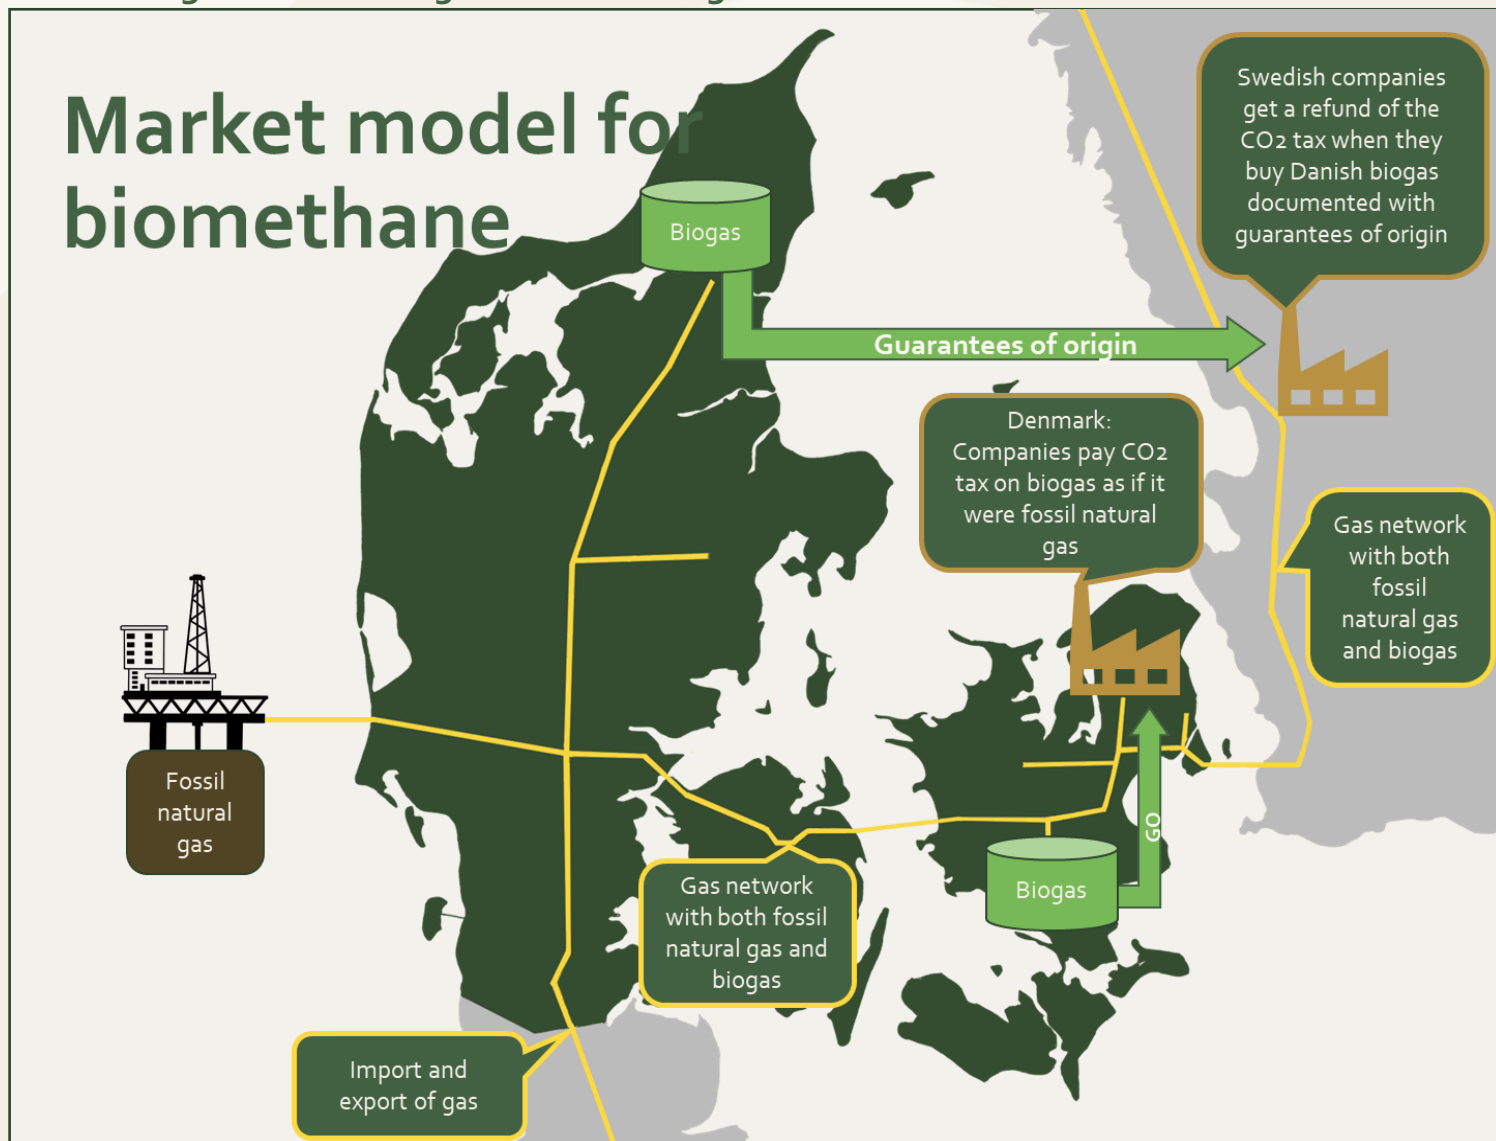 Market model for
biomethane
Swedish companies
get a refund of the
CO2 tax when they
buy Danish biogas
documented with
guarantees of origin
Biogas
Guarantees of origin
Denmark:
Companies pay CO2
tax on biogas as if it
were fossil natural
gas
Gas network
with both
fossil
natural gas
and biogas
Fossil
natural
gas
GO
Biogas
Gas network
with both fossil
natural gas and
biogas
Import and
export of gas